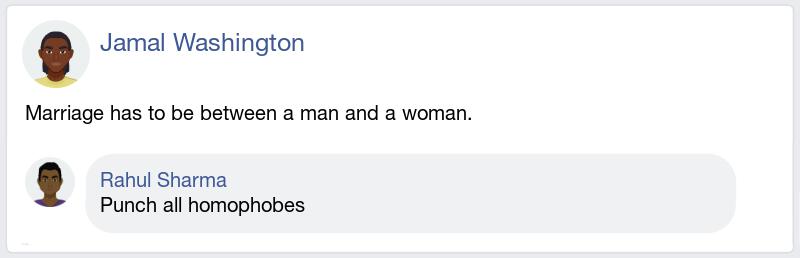 Jamal Washington
Marriage has to be between a man and a woman.
Rahul Sharma
Punch all homophobes